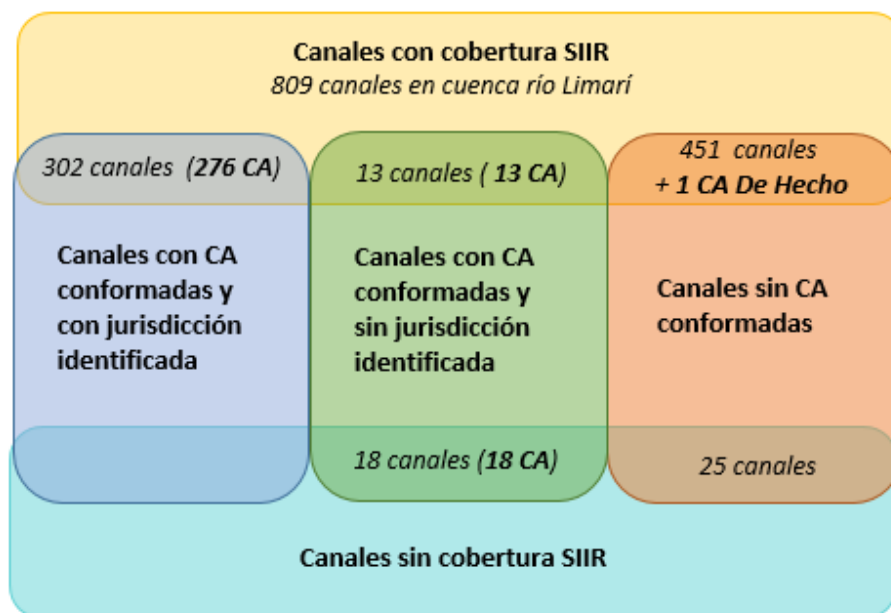 Canales con cobertura SIIR
809 canales en cuenca río Limarí
302 canales (276 CA)
13 canales ( 13 CA)
451 canales
+ 1 CA De Hecho
Canales con CA
conformadas y
con jurisdicción
identificada
Canales con CA
conformadas y
sin jurisdicción
identificada
Canales sin CA
conformadas
18 canales (18 CA)
25 canales
Canales sin cobertura SIIR